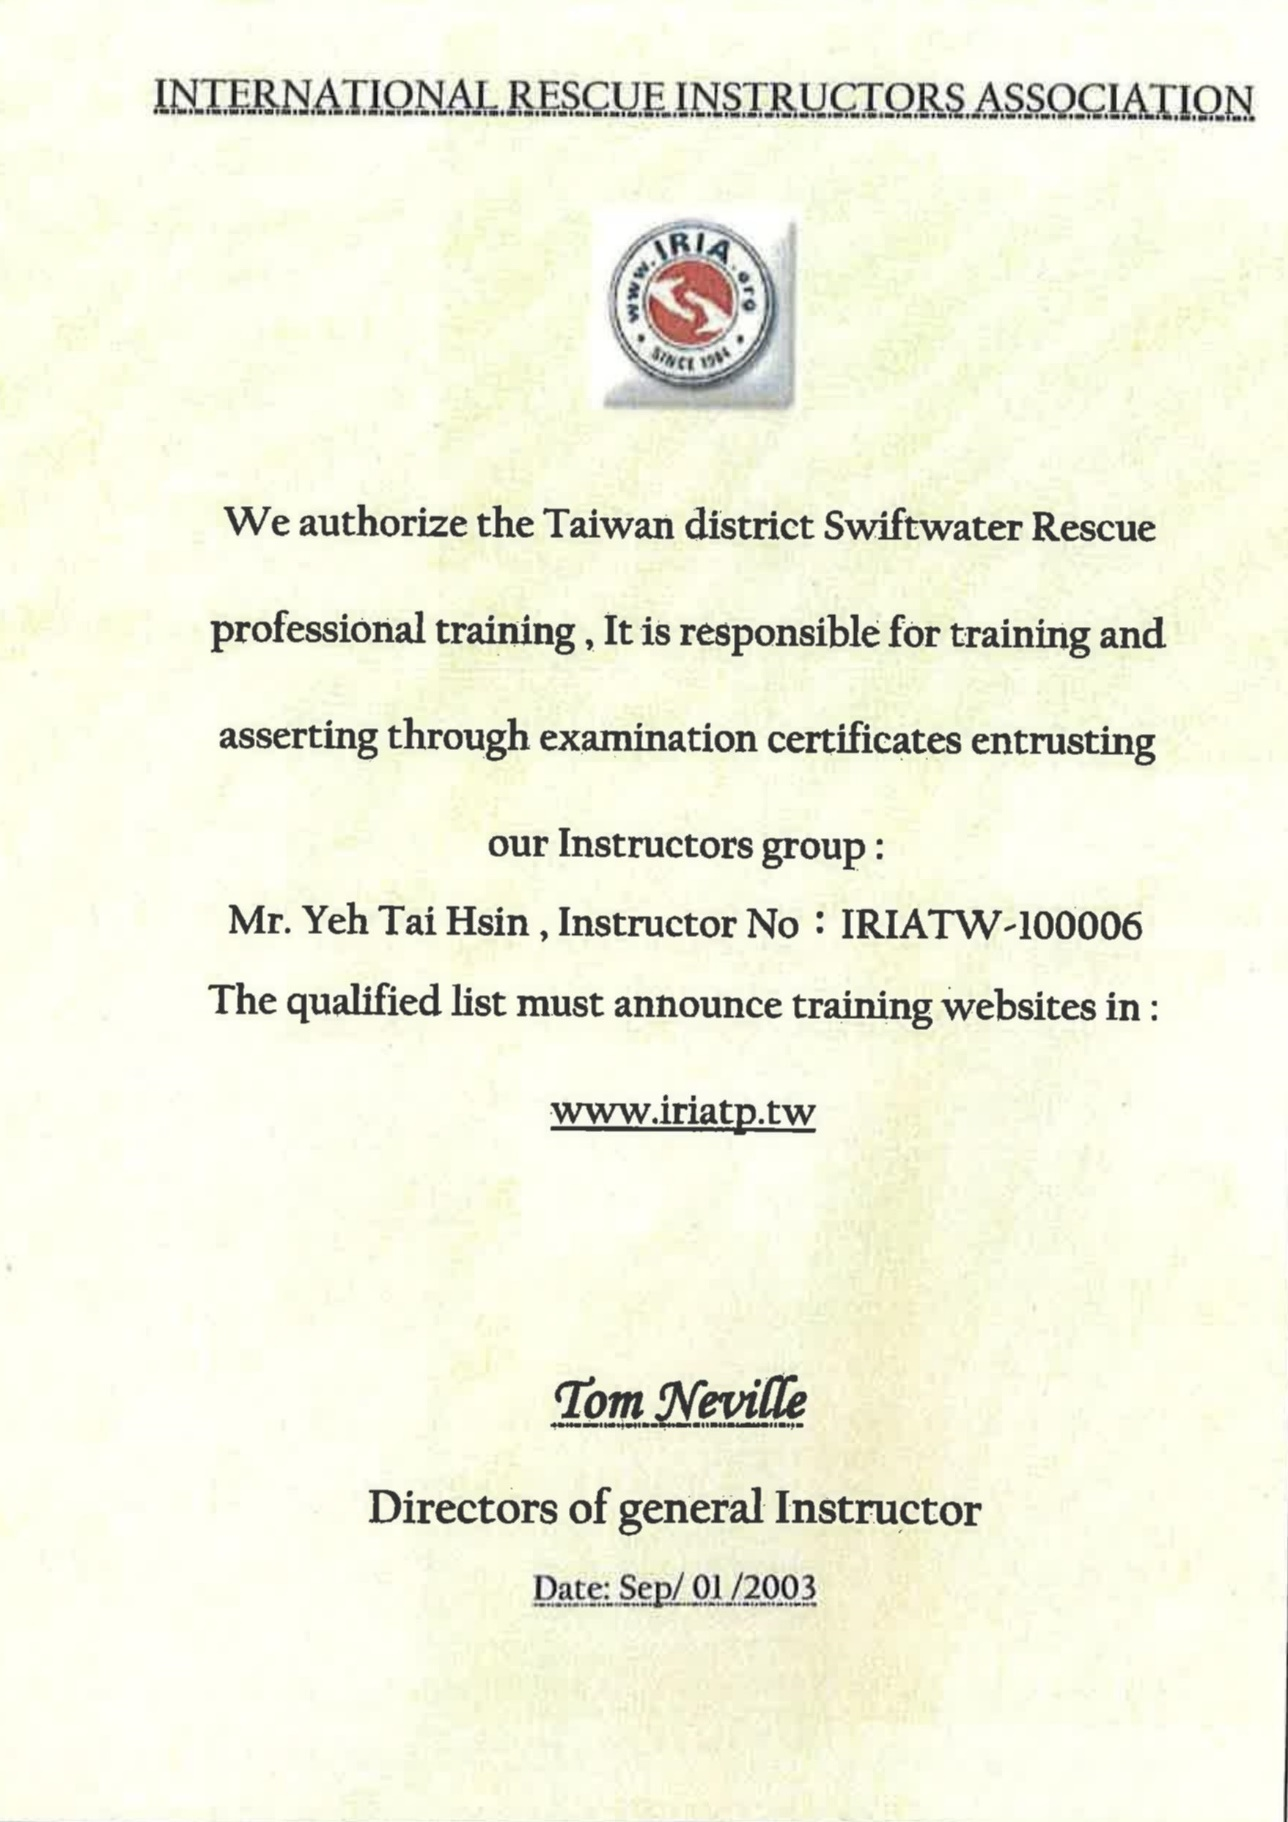 INTERNATIONAL RESCUE INSTRUCTORS ASSOCIATION
www.IRIA.org
SINCE 1984
We authorize the Taiwan district Swiftwater Rescue
professional training , It is responsible for training and
asserting through examination certificates entrusting
our Instructors group :
Mr. Yeh Tai Hsin , Instructor No：IRIATW-100006
The qualified list must announce training websites in :
www.iriatp.tw
Tom Neville
Directors of general Instructor
Date: Sep/ 01 /2003